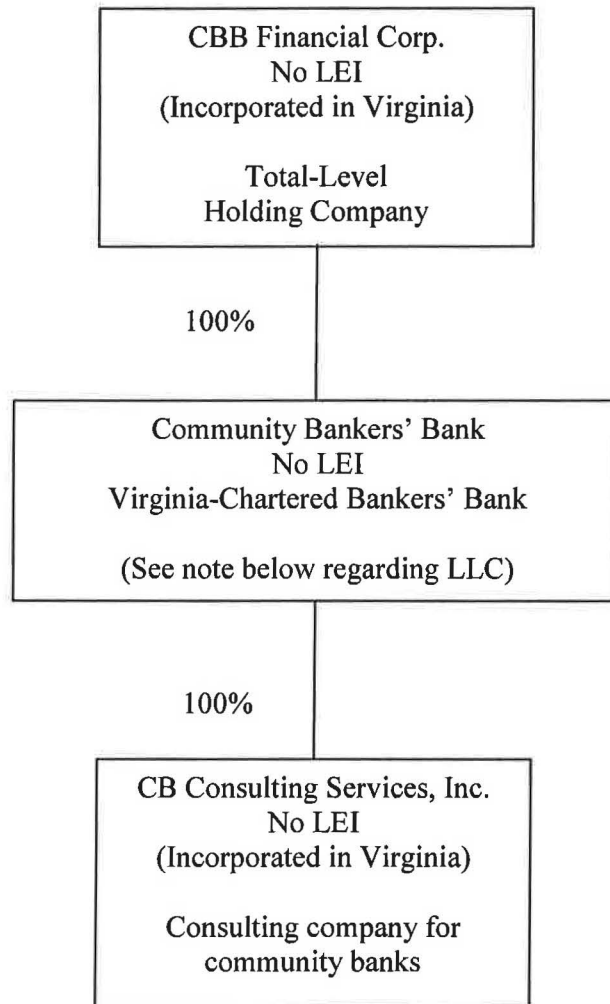 CBB Financial Corp.
No LEI
(Incorporated in Virginia)
Total-Level
Holding Company
100%
Community Bankers’ Bank
No LEI
Virginia-Chartered Bankers’ Bank
(See note below regarding LLC)
100%
CB Consulting Services, Inc.
No LEI
(Incorporated in Virginia)
Consulting company for
community banks